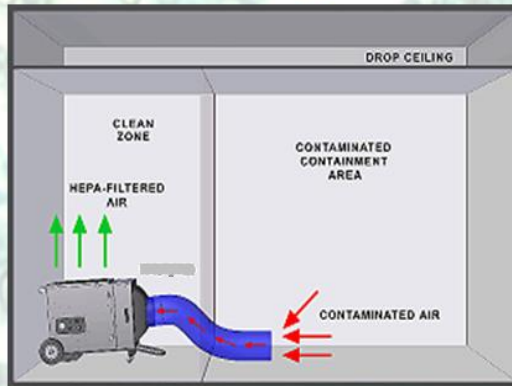 DROP CEILING
CLEAN
ZONE
CONTAMINATED
CONTAINMENT
AREA
HEPA-FILTERED
AIR
CONTAMINATED AIR